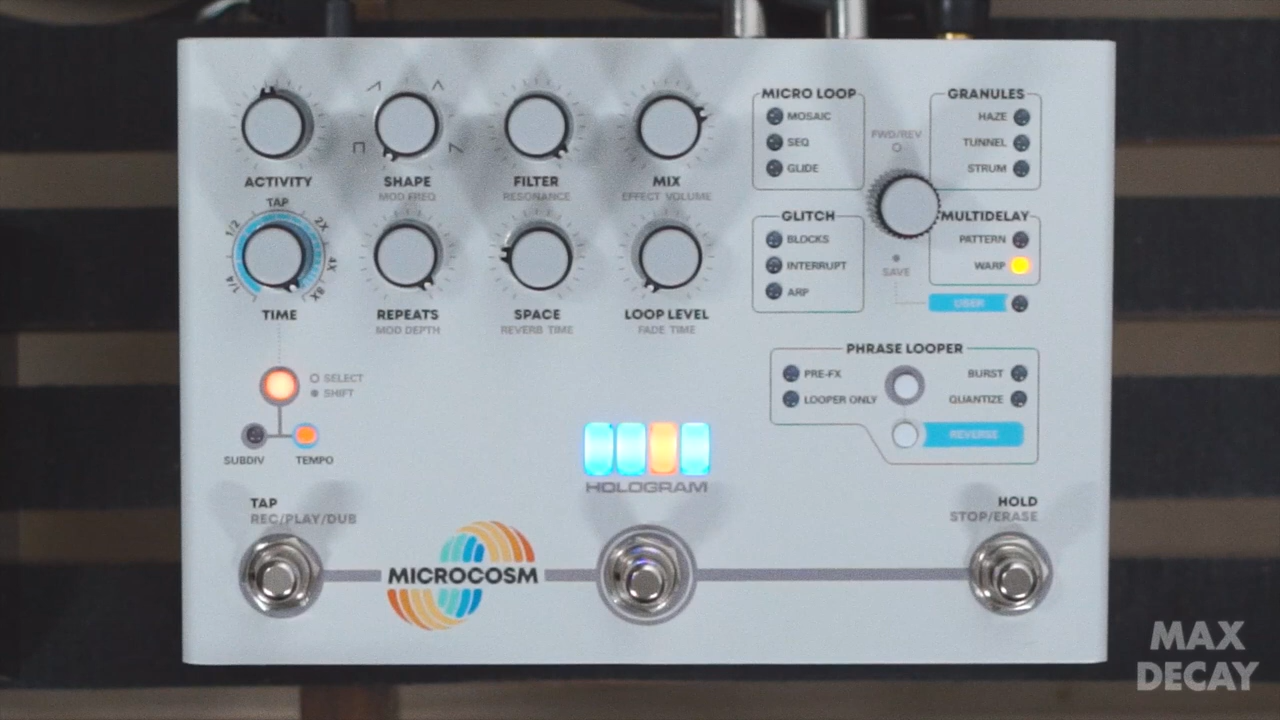 ACTIVITY
SHAPE
MOD FREQ
FILTER
RESONANCE
MIX
EFFECT VOLUME
TAP
1/4
1/2
2X
4X
8X
TIME
REPEATS
MOD DEPTH
SPACE
REVERB TIME
LOOP LEVEL
FADE TIME
MICRO LOOP
MOSAIC
SEQ
GLIDE
FWD/REV
GRANULES
HAZE
TUNNEL
STRUM
GLITCH
BLOCKS
INTERRUPT
ARP
SAVE
MULTIDELAY
PATTERN
WARP
USER
SELECT
SHIFT
SUBDIV
TEMPO
PHRASE LOOPER
PRE-FX
LOOPER ONLY
BURST
QUANTIZE
REVERSE
HOLOGRAM
TAP
REC/PLAY/DUB
MICROCOSM
HOLD
STOP/ERASE
MAX
DECAY